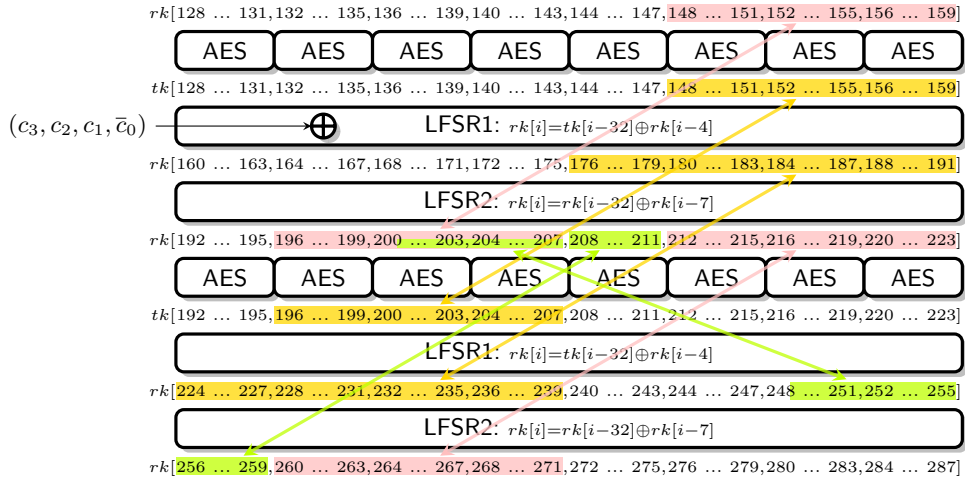 rk[128 ... 131,132 ... 135,136 ... 139,140 ... 143,144 ... 147,148 ... 151,152 ... 155,156 ... 159]
AES AES AES AES AES AES AES AES
tk[128 ... 131,132 ... 135,136 ... 139,140 ... 143,144 ... 147,148 ... 151,152 ... 155,156 ... 159]
(c₃, c₂, c₁, c̄₀) ⊕ LFSR1: rk[i]=tk[i−32]⊕rk[i−4]
rk[160 ... 163,164 ... 167,168 ... 171,172 ... 175,176 ... 179,180 ... 183,184 ... 187,188 ... 191]
LFSR2: rk[i]=rk[i−32]⊕rk[i−7]
rk[192 ... 195,196 ... 199,200 ... 203,204 ... 207,208 ... 211,212 ... 215,216 ... 219,220 ... 223]
AES AES AES AES AES AES AES AES
tk[192 ... 195,196 ... 199,200 ... 203,204 ... 207,208 ... 211,212 ... 215,216 ... 219,220 ... 223]
LFSR1: rk[i]=tk[i−32]⊕rk[i−4]
rk[224 ... 227,228 ... 231,232 ... 235,236 ... 239,240 ... 243,244 ... 247,248 ... 251,252 ... 255]
LFSR2: rk[i]=rk[i−32]⊕rk[i−7]
rk[256 ... 259,260 ... 263,264 ... 267,268 ... 271,272 ... 275,276 ... 279,280 ... 283,284 ... 287]